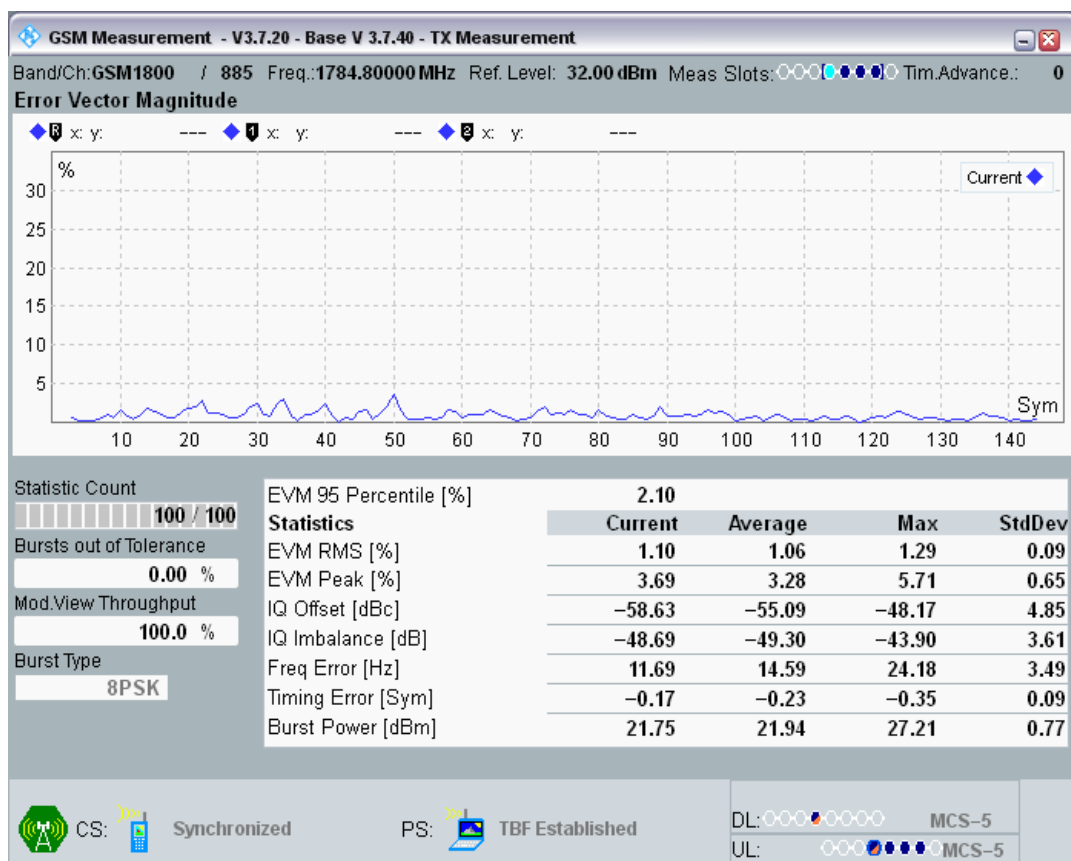 GSM Measurement - V3.7.20 - Base V 3.7.40 - TX Measurement
Band/Ch:GSM1800 / 885 Freq.:1784.80000 MHz Ref. Level: 32.00 dBm Meas Slots: Tim.Advance.: 0
Error Vector Magnitude
R x: y: --- 1 x: y: --- 2 x: y: ---
%
Current
30
25
20
15
10
5
Sym
10 20 30 40 50 60 70 80 90 100 110 120 130 140
Statistic Count
100 / 100
Bursts out of Tolerance
0.00 %
Mod.View Throughput
100.0 %
Burst Type
8PSK
EVM 95 Percentile [%] 2.10
Statistics Current Average Max StdDev
EVM RMS [%] 1.10 1.06 1.29 0.09
EVM Peak [%] 3.69 3.28 5.71 0.65
IQ Offset [dBc] −58.63 −55.09 −48.17 4.85
IQ Imbalance [dB] −48.69 −49.30 −43.90 3.61
Freq Error [Hz] 11.69 14.59 24.18 3.49
Timing Error [Sym] −0.17 −0.23 −0.35 0.09
Burst Power [dBm] 21.75 21.94 27.21 0.77
CS: Synchronized PS: TBF Established
DL: MCS−5
UL: MCS−5